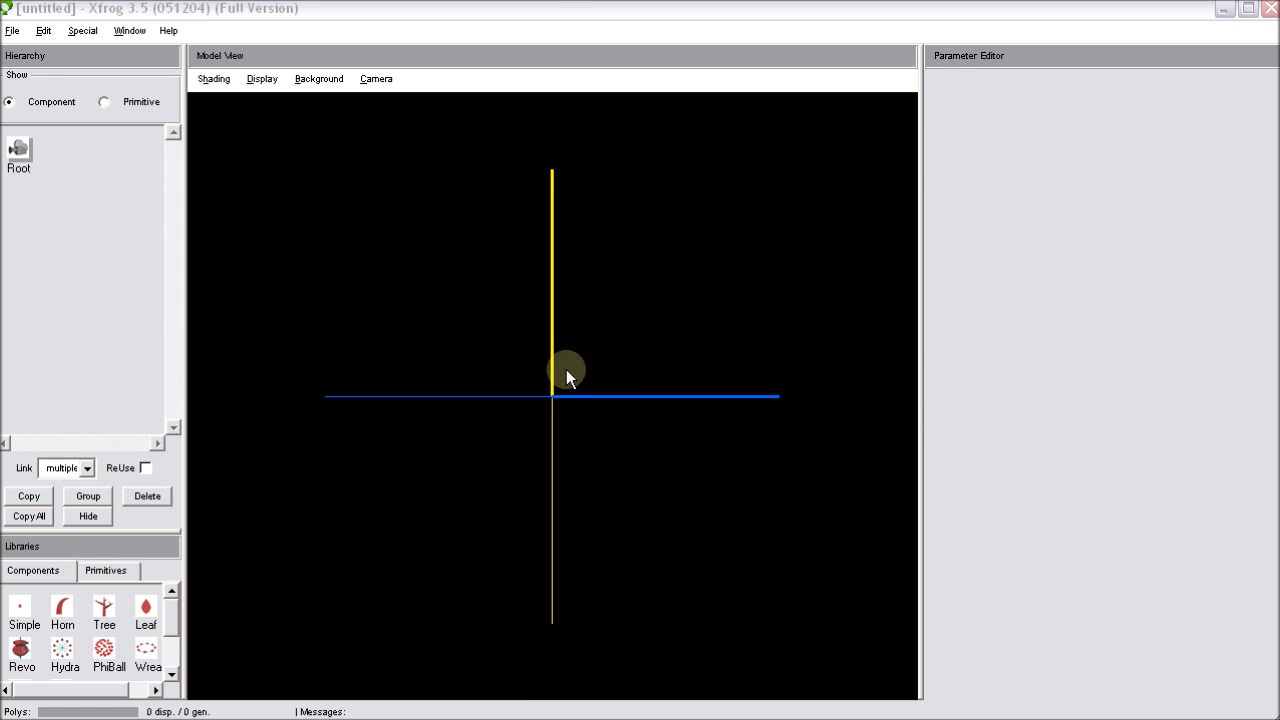 [untitled] - Xfrog 3.5 (051204) (Full Version)
File Edit Special Window Help
Hierarchy
Show
Component Primitive
Root
Link multiple ReUse
Copy Group Delete
CopyAll Hide
Libraries
Components Primitives
Simple Horn Tree Leaf
Revo Hydra PhiBall Wrea
Model View
Shading Display Background Camera
Parameter Editor
Polys: 0 disp. / 0 gen. | Messages: